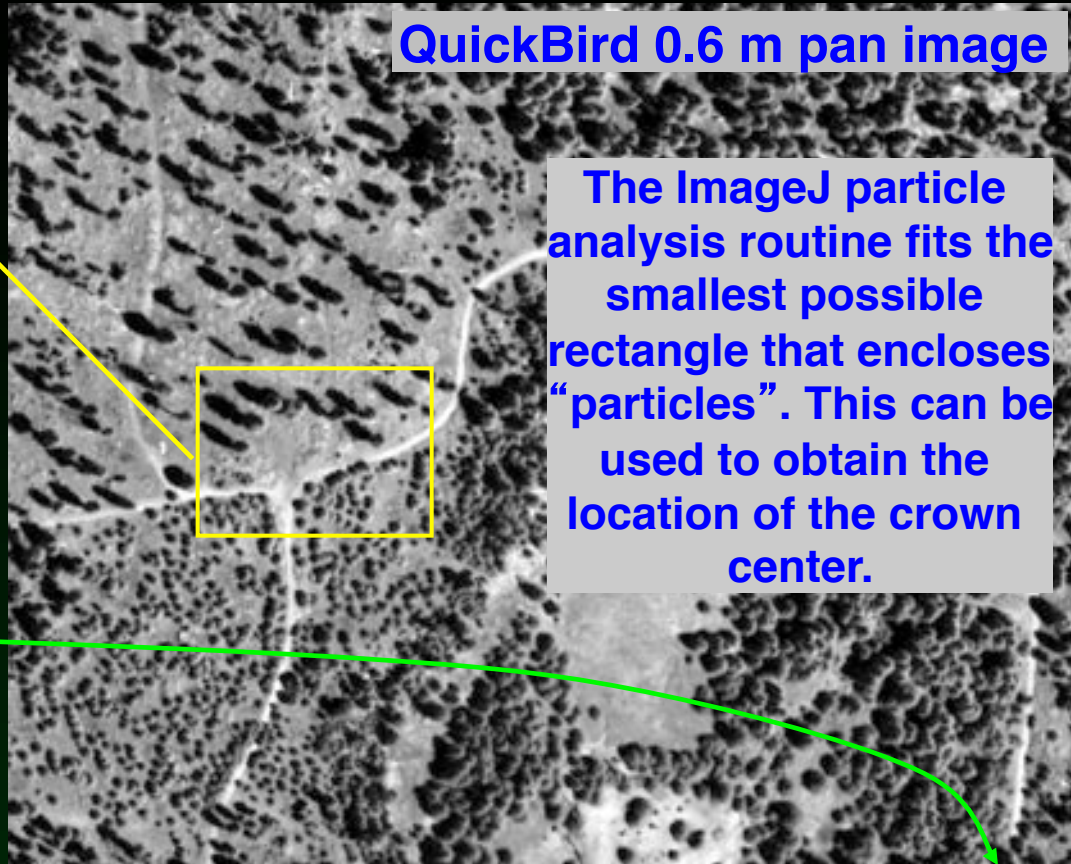 QuickBird 0.6 m pan image
The ImageJ particle
analysis routine fits the
smallest possible
rectangle that encloses
“particles”. This can be
used to obtain the
location of the crown
center.